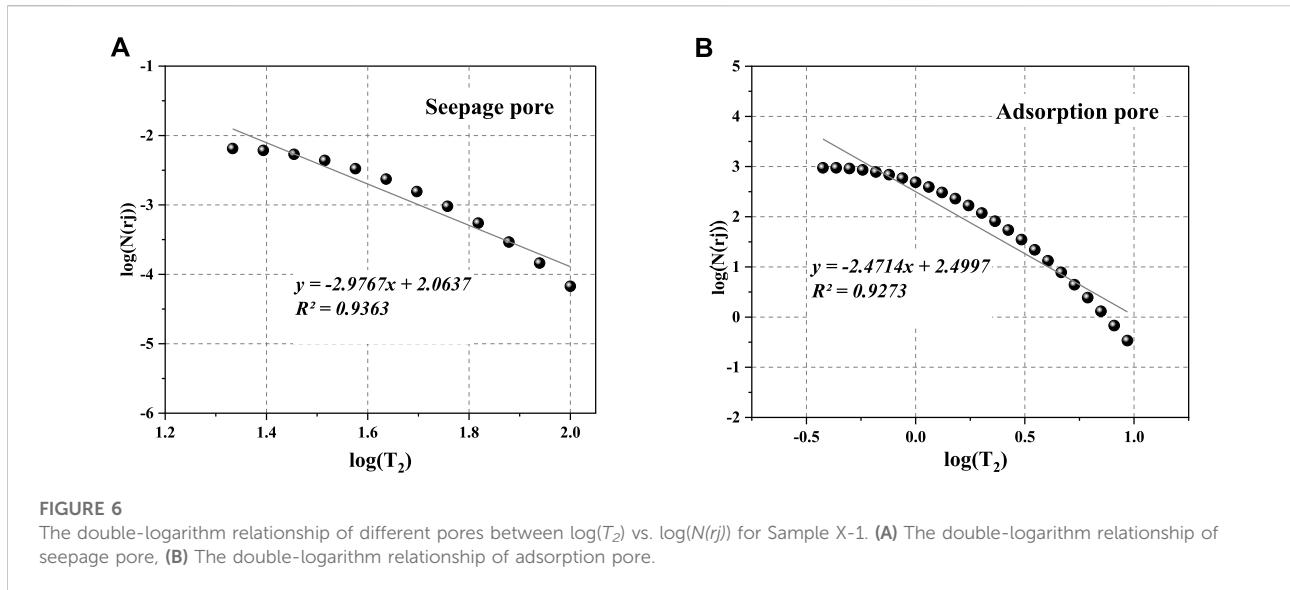 A
-1
-2
-3
-4
-5
-6
log(N(rj))
Seepage pore
y = -2.9767x + 2.0637
R² = 0.9363
1.2 1.4 1.6 1.8 2.0
log(T₂)
B
5
4
3
2
1
0
-1
-2
log(N(rj))
Adsorption pore
y = -2.4714x + 2.4997
R² = 0.9273
-0.5 0.0 0.5 1.0
log(T₂)
FIGURE 6
The double-logarithm relationship of different pores between log(T₂) vs. log(N(rj)) for Sample X-1. (A) The double-logarithm relationship of
seepage pore, (B) The double-logarithm relationship of adsorption pore.